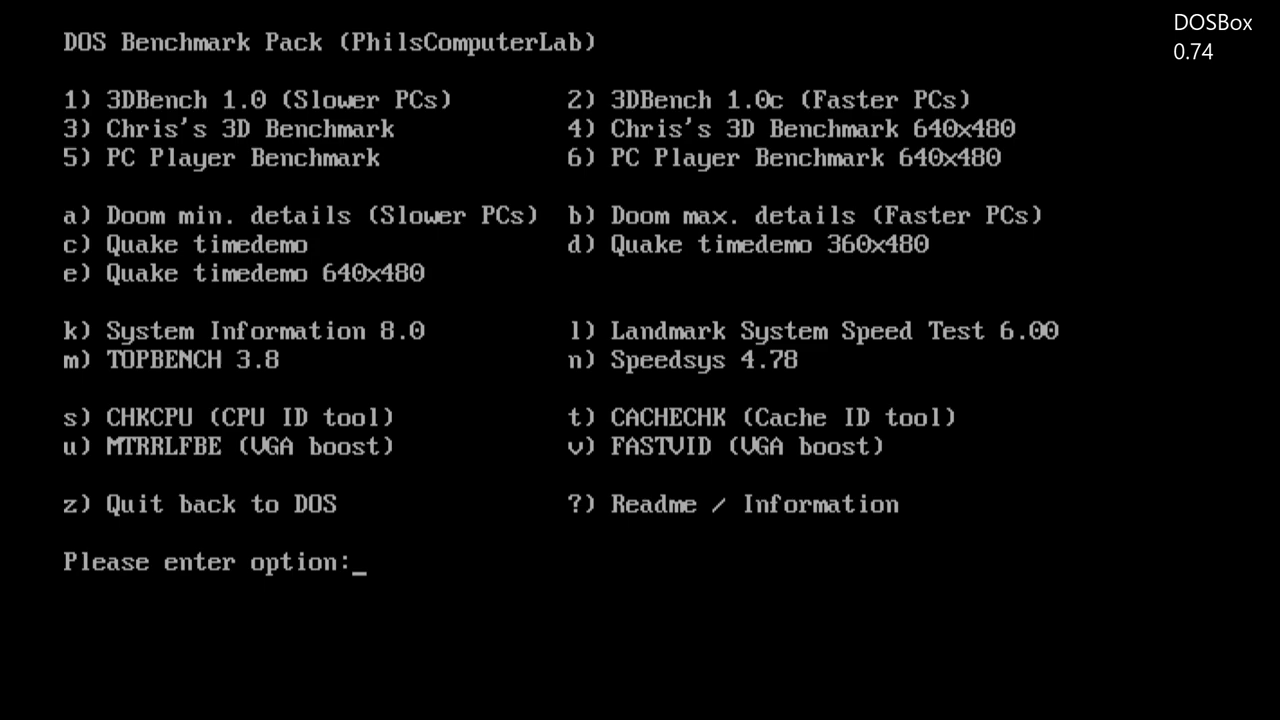 DOS Benchmark Pack (PhilsComputerLab)
DOSBox
0.74
1) 3DBench 1.0 (Slower PCs) 2) 3DBench 1.0c (Faster PCs)
3) Chris's 3D Benchmark 4) Chris's 3D Benchmark 640x480
5) PC Player Benchmark 6) PC Player Benchmark 640x480
a) Doom min. details (Slower PCs) b) Doom max. details (Faster PCs)
c) Quake timedemo d) Quake timedemo 360x480
e) Quake timedemo 640x480
k) System Information 8.0 l) Landmark System Speed Test 6.00
m) TOPBENCH 3.8 n) Speedsys 4.78
s) CHKCPU (CPU ID tool) t) CACHECHK (Cache ID tool)
u) MTRRLFBE (VGA boost) v) FASTVID (VGA boost)
z) Quit back to DOS ?) Readme / Information
Please enter option:_